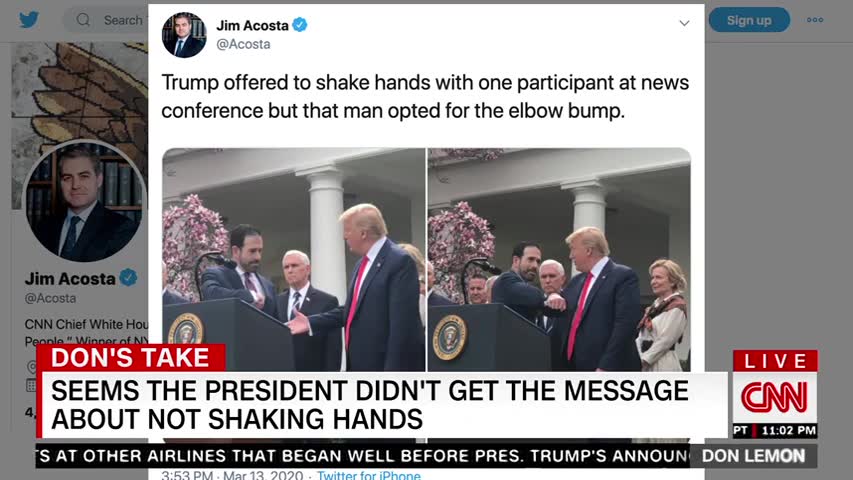 Search T
Sign up
Jim Acosta
@Acosta
Trump offered to shake hands with one participant at news
conference but that man opted for the elbow bump.
Jim Acosta
@Acosta
CNN Chief White Hou
People." Winner of NY
4,
DON'S TAKE
SEEMS THE PRESIDENT DIDN'T GET THE MESSAGE
ABOUT NOT SHAKING HANDS
LIVE
CNN
PT 11:02 PM
TS AT OTHER AIRLINES THAT BEGAN WELL BEFORE PRES. TRUMP'S ANNOUN
DON LEMON
3:53 PM · Mar 13, 2020 · Twitter for iPhone